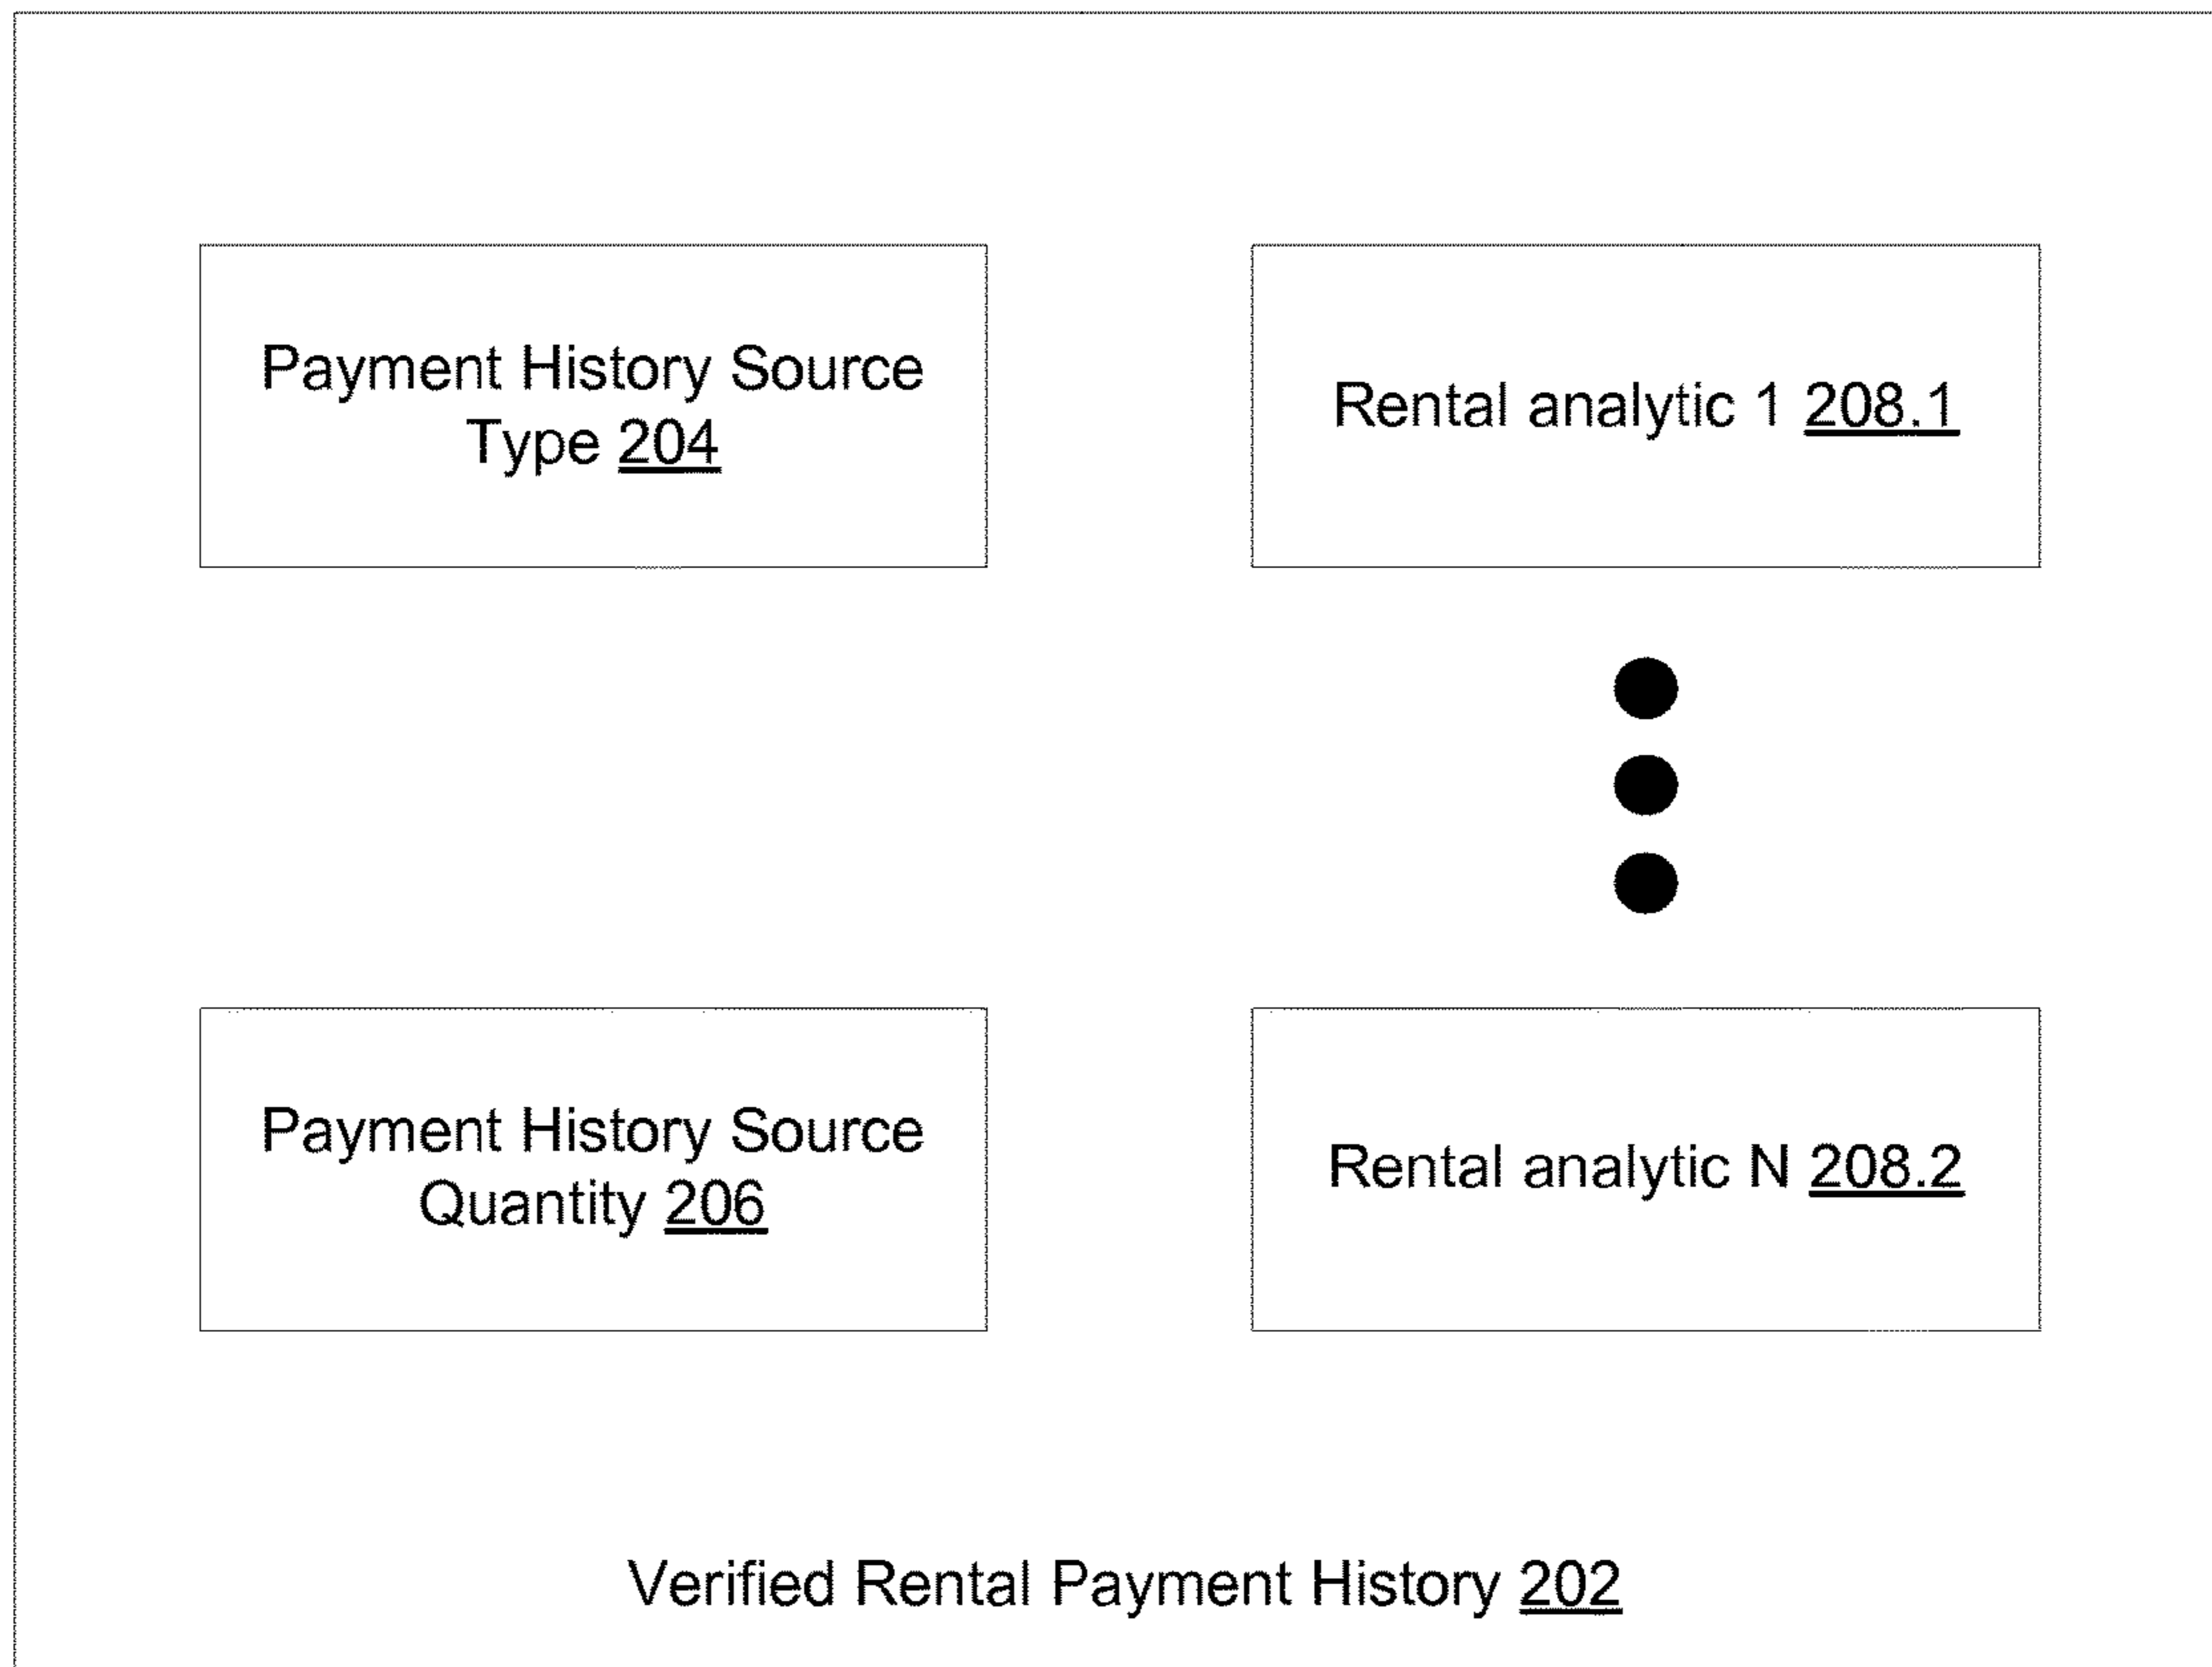 Payment History Source
Type 204
Rental analytic 1 208.1
Payment History Source
Quantity 206
Rental analytic N 208.2
Verified Rental Payment History 202